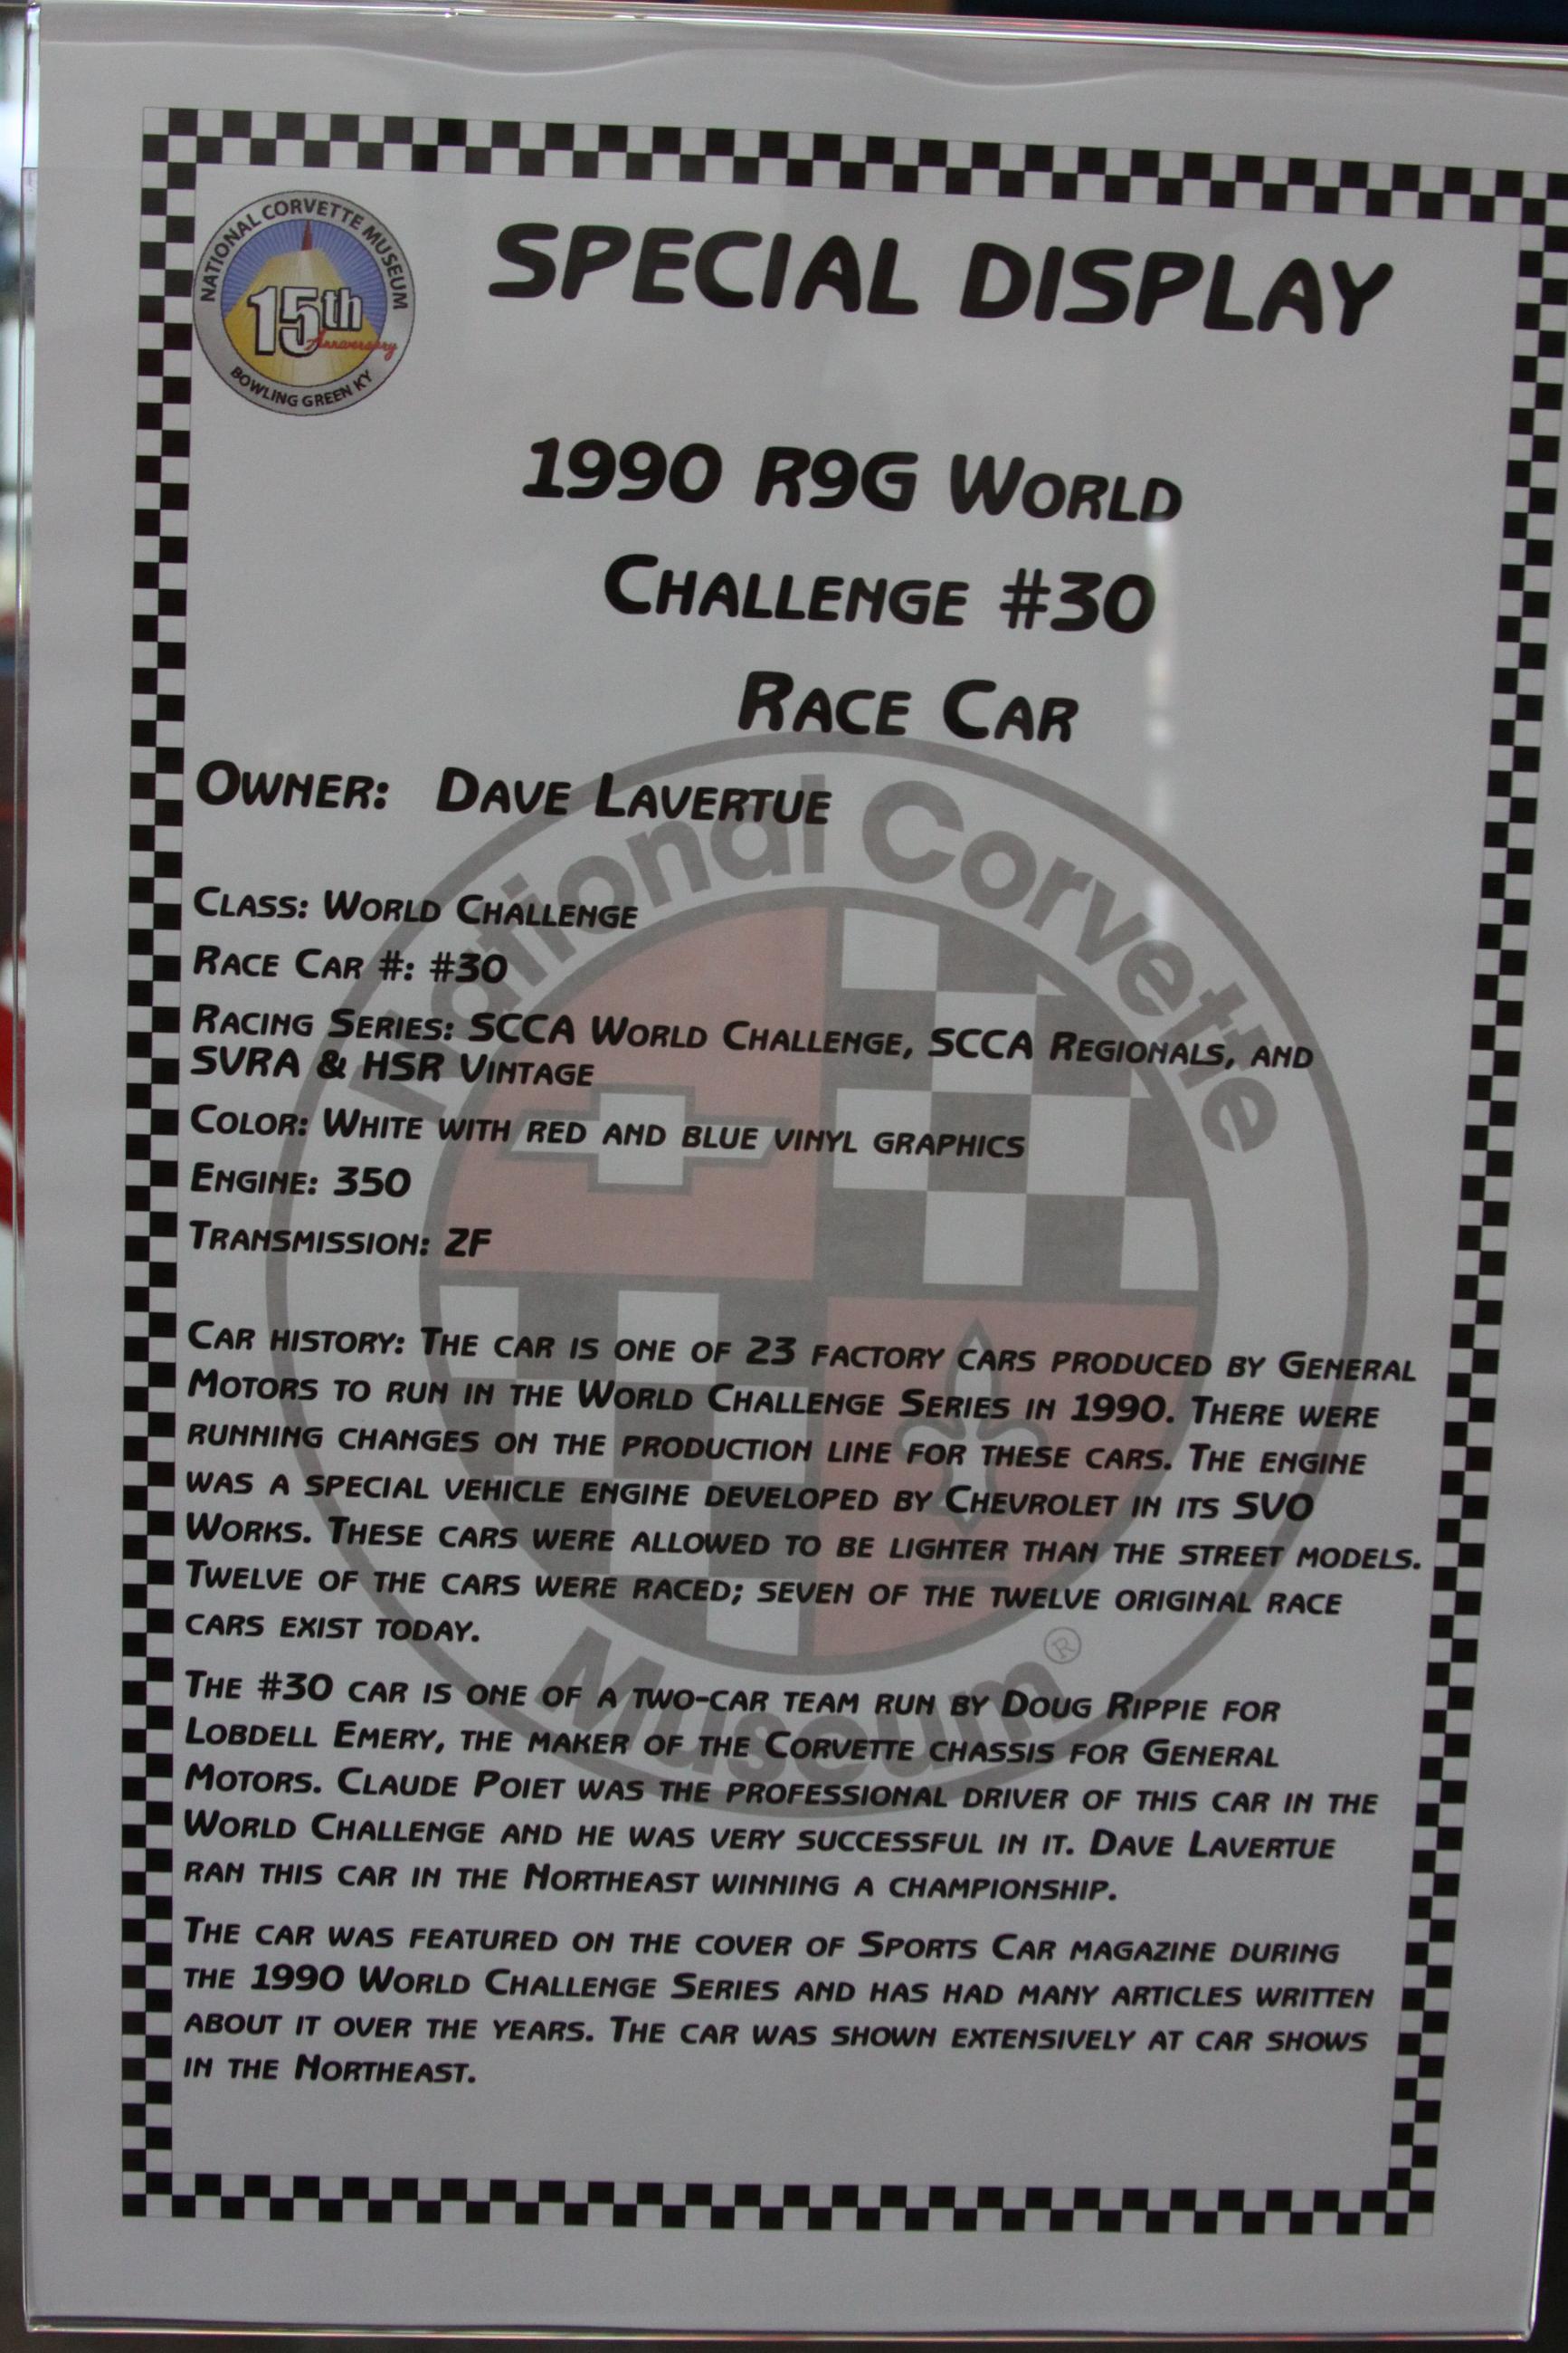 NATIONAL CORVETTE MUSEUM
15th
Anniversary
BOWLING GREEN KY
SPECIAL DISPLAY
1990 R9G WORLD
CHALLENGE #30
RACE CAR
OWNER: DAVE LAVERTUE
CLASS: WORLD CHALLENGE
RACE CAR #: #30
RACING SERIES: SCCA WORLD CHALLENGE, SCCA REGIONALS, AND
SVRA & HSR VINTAGE
COLOR: WHITE WITH RED AND BLUE VINYL GRAPHICS
ENGINE: 350
TRANSMISSION: ZF
CAR HISTORY: THE CAR IS ONE OF 23 FACTORY CARS PRODUCED BY GENERAL
MOTORS TO RUN IN THE WORLD CHALLENGE SERIES IN 1990. THERE WERE
RUNNING CHANGES ON THE PRODUCTION LINE FOR THESE CARS. THE ENGINE
WAS A SPECIAL VEHICLE ENGINE DEVELOPED BY CHEVROLET IN ITS SVO
WORKS. THESE CARS WERE ALLOWED TO BE LIGHTER THAN THE STREET MODELS.
TWELVE OF THE CARS WERE RACED; SEVEN OF THE TWELVE ORIGINAL RACE
CARS EXIST TODAY.
THE #30 CAR IS ONE OF A TWO-CAR TEAM RUN BY DOUG RIPPIE FOR
LOBDELL EMERY, THE MAKER OF THE CORVETTE CHASSIS FOR GENERAL
MOTORS. CLAUDE POIET WAS THE PROFESSIONAL DRIVER OF THIS CAR IN THE
WORLD CHALLENGE AND HE WAS VERY SUCCESSFUL IN IT. DAVE LAVERTUE
RAN THIS CAR IN THE NORTHEAST WINNING A CHAMPIONSHIP.
THE CAR WAS FEATURED ON THE COVER OF SPORTS CAR MAGAZINE DURING
THE 1990 WORLD CHALLENGE SERIES AND HAS HAD MANY ARTICLES WRITTEN
ABOUT IT OVER THE YEARS. THE CAR WAS SHOWN EXTENSIVELY AT CAR SHOWS
IN THE NORTHEAST.
National Corvette
Museum®